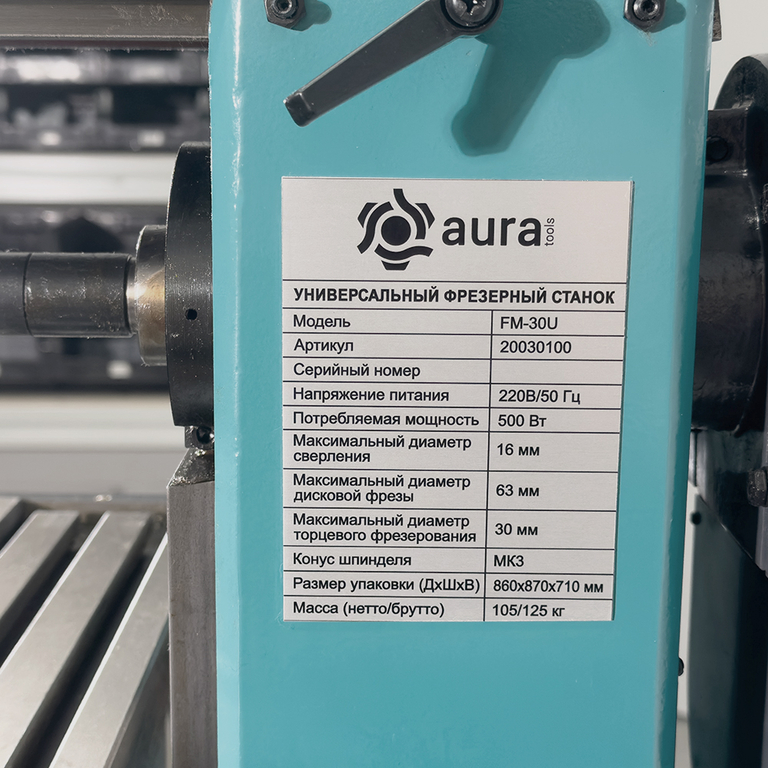 aura
tools
УНИВЕРСАЛЬНЫЙ ФРЕЗЕРНЫЙ СТАНОК
Модель FM-30U
Артикул 20030100
Серийный номер
Напряжение питания 220В/50 Гц
Потребляемая мощность 500 Вт
Максимальный диаметр
сверления 16 мм
Максимальный диаметр
дисковой фрезы 63 мм
Максимальный диаметр
торцевого фрезерования 30 мм
Конус шпинделя МК3
Размер упаковки (ДхШхВ) 860х870х710 мм
Масса (нетто/брутто) 105/125 кг